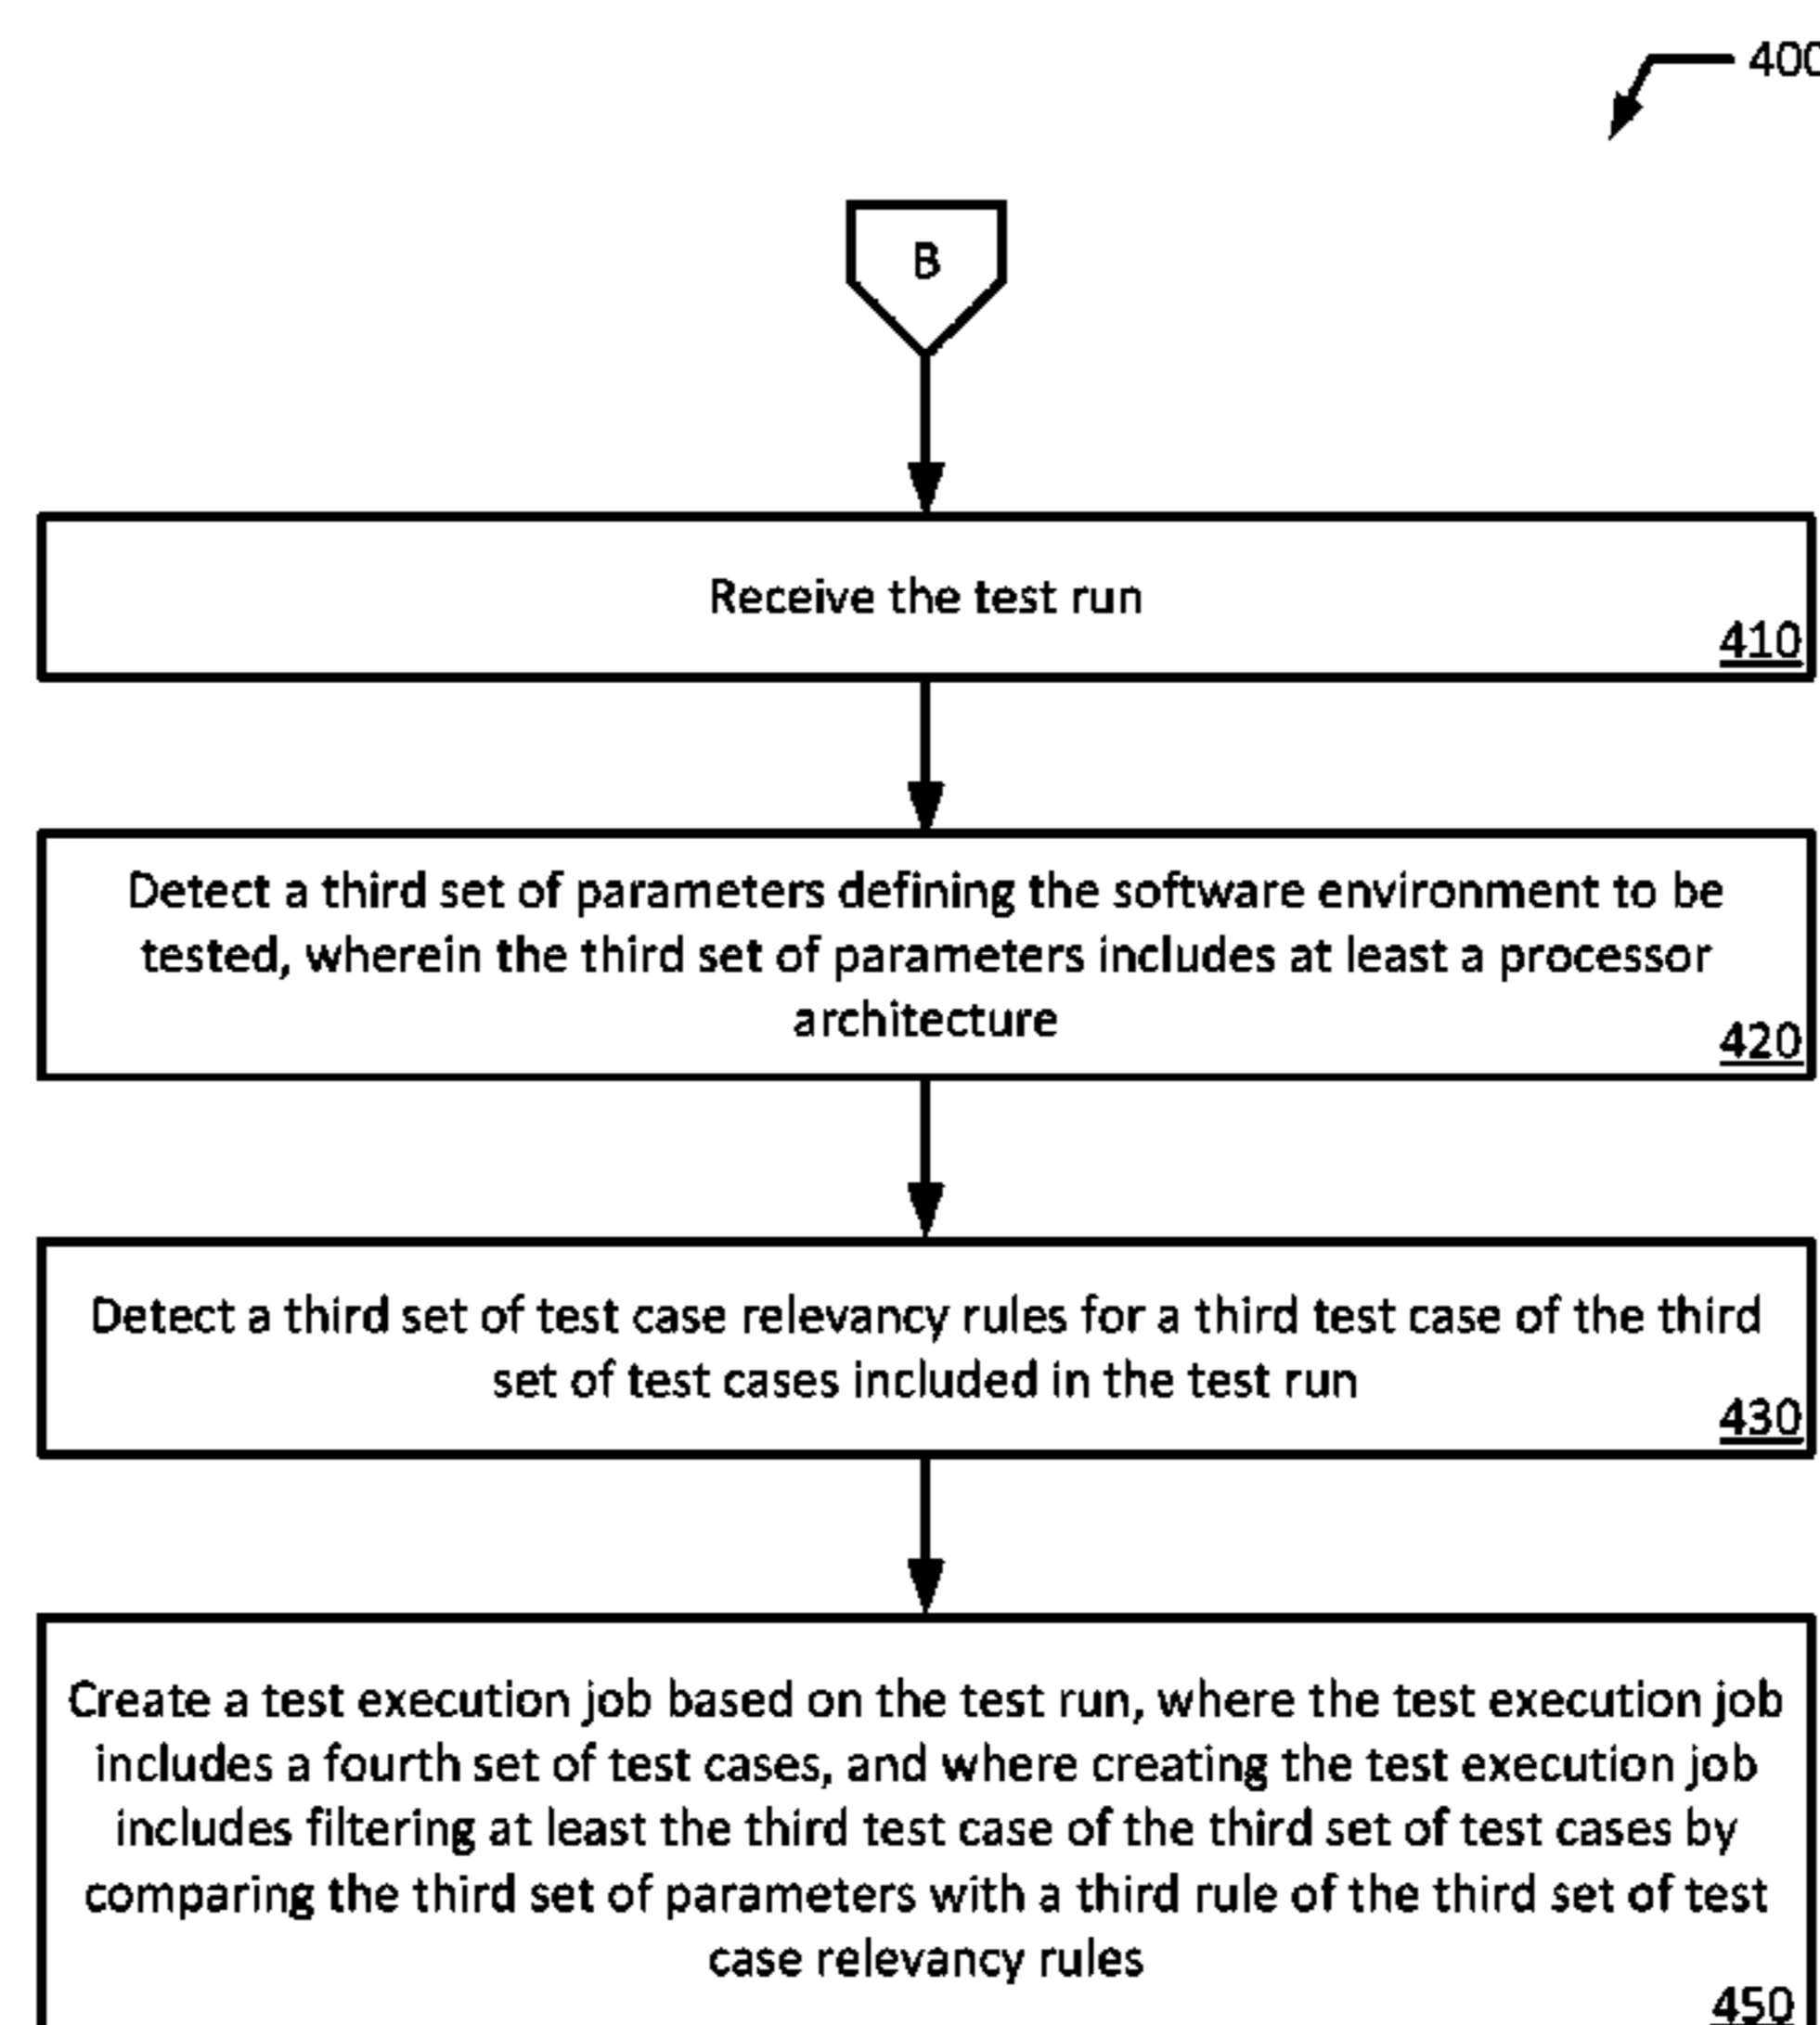 400
B
Receive the test run
410
Detect a third set of parameters defining the software environment to be
tested, wherein the third set of parameters includes at least a processor
architecture
420
Detect a third set of test case relevancy rules for a third test case of the third
set of test cases included in the test run
430
Create a test execution job based on the test run, where the test execution job
includes a fourth set of test cases, and where creating the test execution job
includes filtering at least the third test case of the third set of test cases by
comparing the third set of parameters with a third rule of the third set of test
case relevancy rules
450